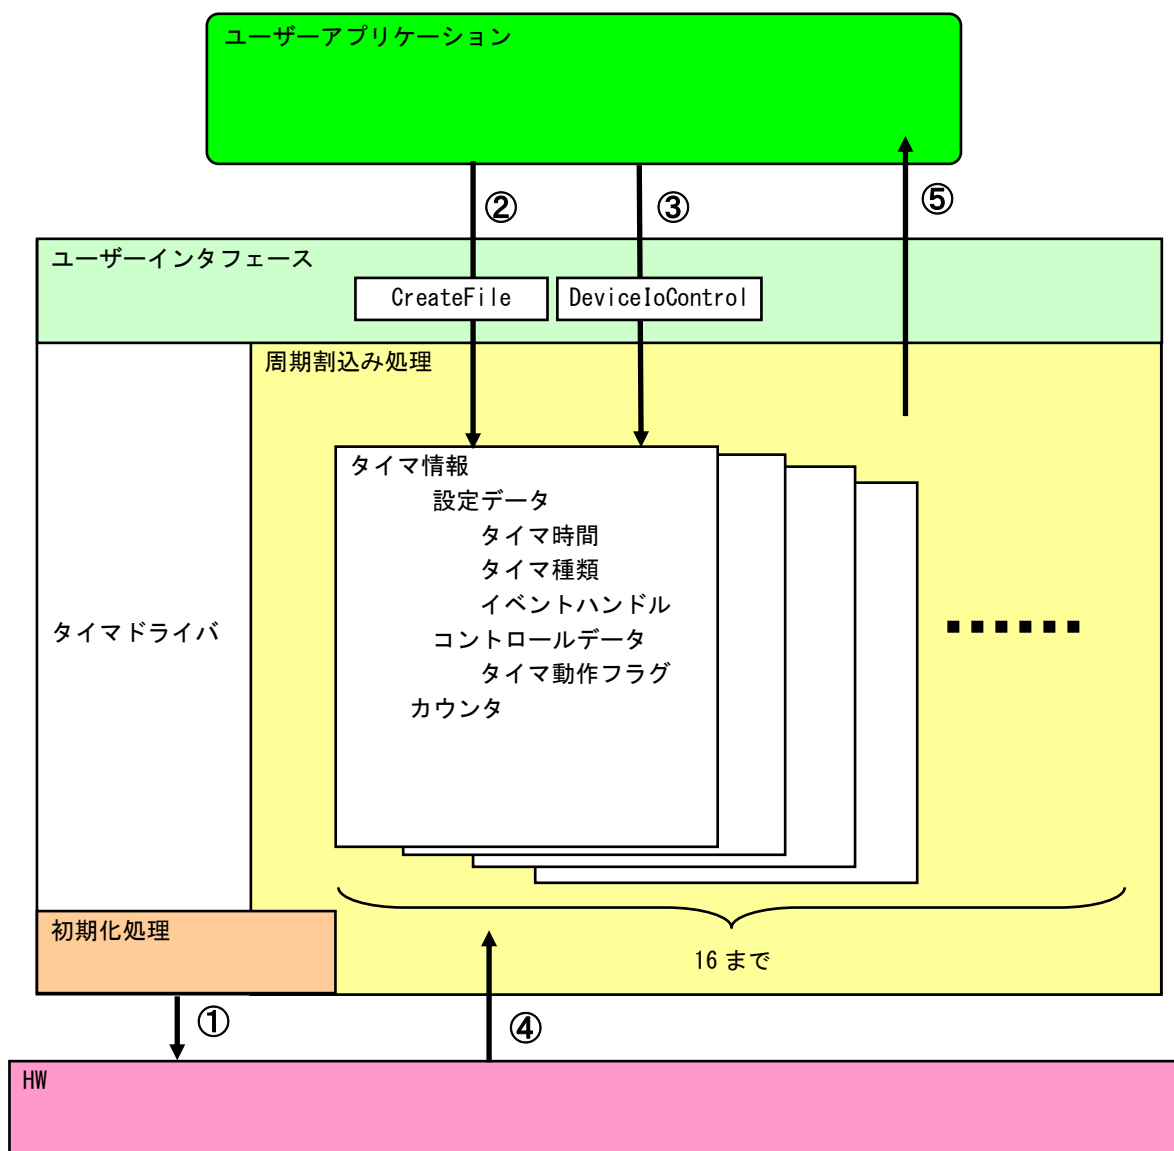 ユーザーアプリケーション
②
③
⑤
ユーザーインタフェース
CreateFile
DeviceIoControl
周期割込み処理
タイマ情報
設定データ
タイマ時間
タイマ種類
イベントハンドル
コントロールデータ
タイマ動作フラグ
カウンタ
タイマドライバ
初期化処理
16 まで
①
④
HW